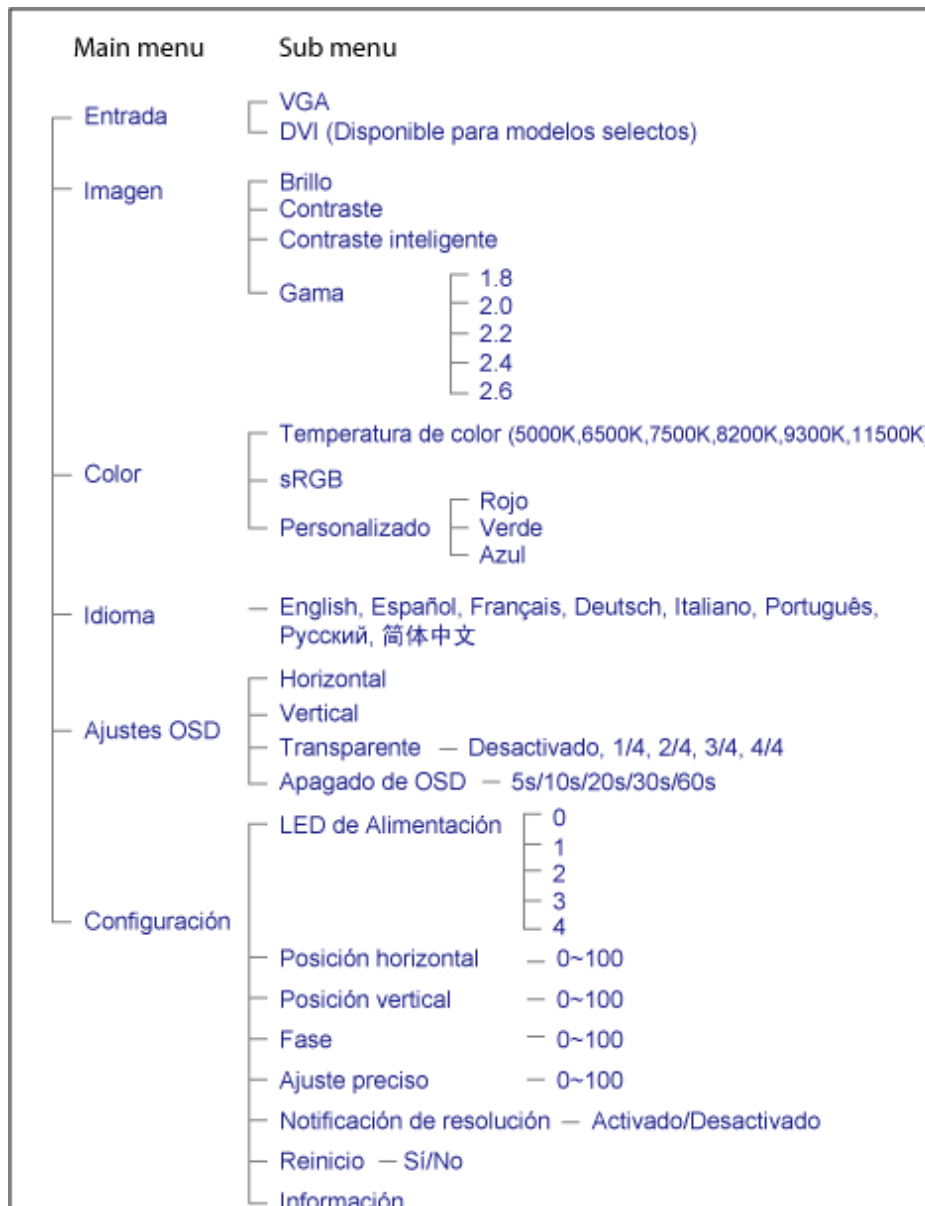 Main menu Sub menu
Entrada
VGA
DVI (Disponible para modelos selectos)
Imagen
Brillo
Contraste
Contraste inteligente
Gama
1.8
2.0
2.2
2.4
2.6
Color
Temperatura de color (5000K,6500K,7500K,8200K,9300K,11500K)
sRGB
Personalizado
Rojo
Verde
Azul
Idioma
English, Español, Français, Deutsch, Italiano, Português,
Русский, 简体中文
Ajustes OSD
Horizontal
Vertical
Transparente — Desactivado, 1/4, 2/4, 3/4, 4/4
Apagado de OSD — 5s/10s/20s/30s/60s
Configuración
LED de Alimentación
0
1
2
3
4
Posición horizontal — 0~100
Posición vertical — 0~100
Fase — 0~100
Ajuste preciso — 0~100
Notificación de resolución — Activado/Desactivado
Reinicio — Sí/No
Información